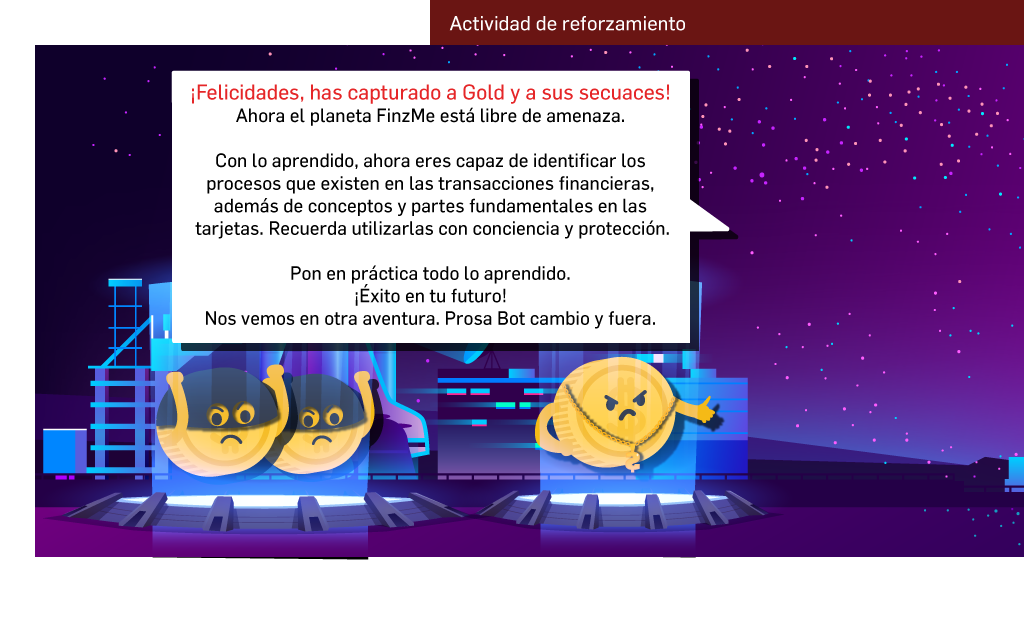 Actividad de reforzamiento
¡Felicidades, has capturado a Gold y a sus secuaces!
Ahora el planeta FinzMe está libre de amenaza.
Con lo aprendido, ahora eres capaz de identificar los
procesos que existen en las transacciones financieras,
además de conceptos y partes fundamentales en las
tarjetas. Recuerda utilizarlas con conciencia y protección.
Pon en práctica todo lo aprendido.
¡Éxito en tu futuro!
Nos vemos en otra aventura. Prosa Bot cambio y fuera.